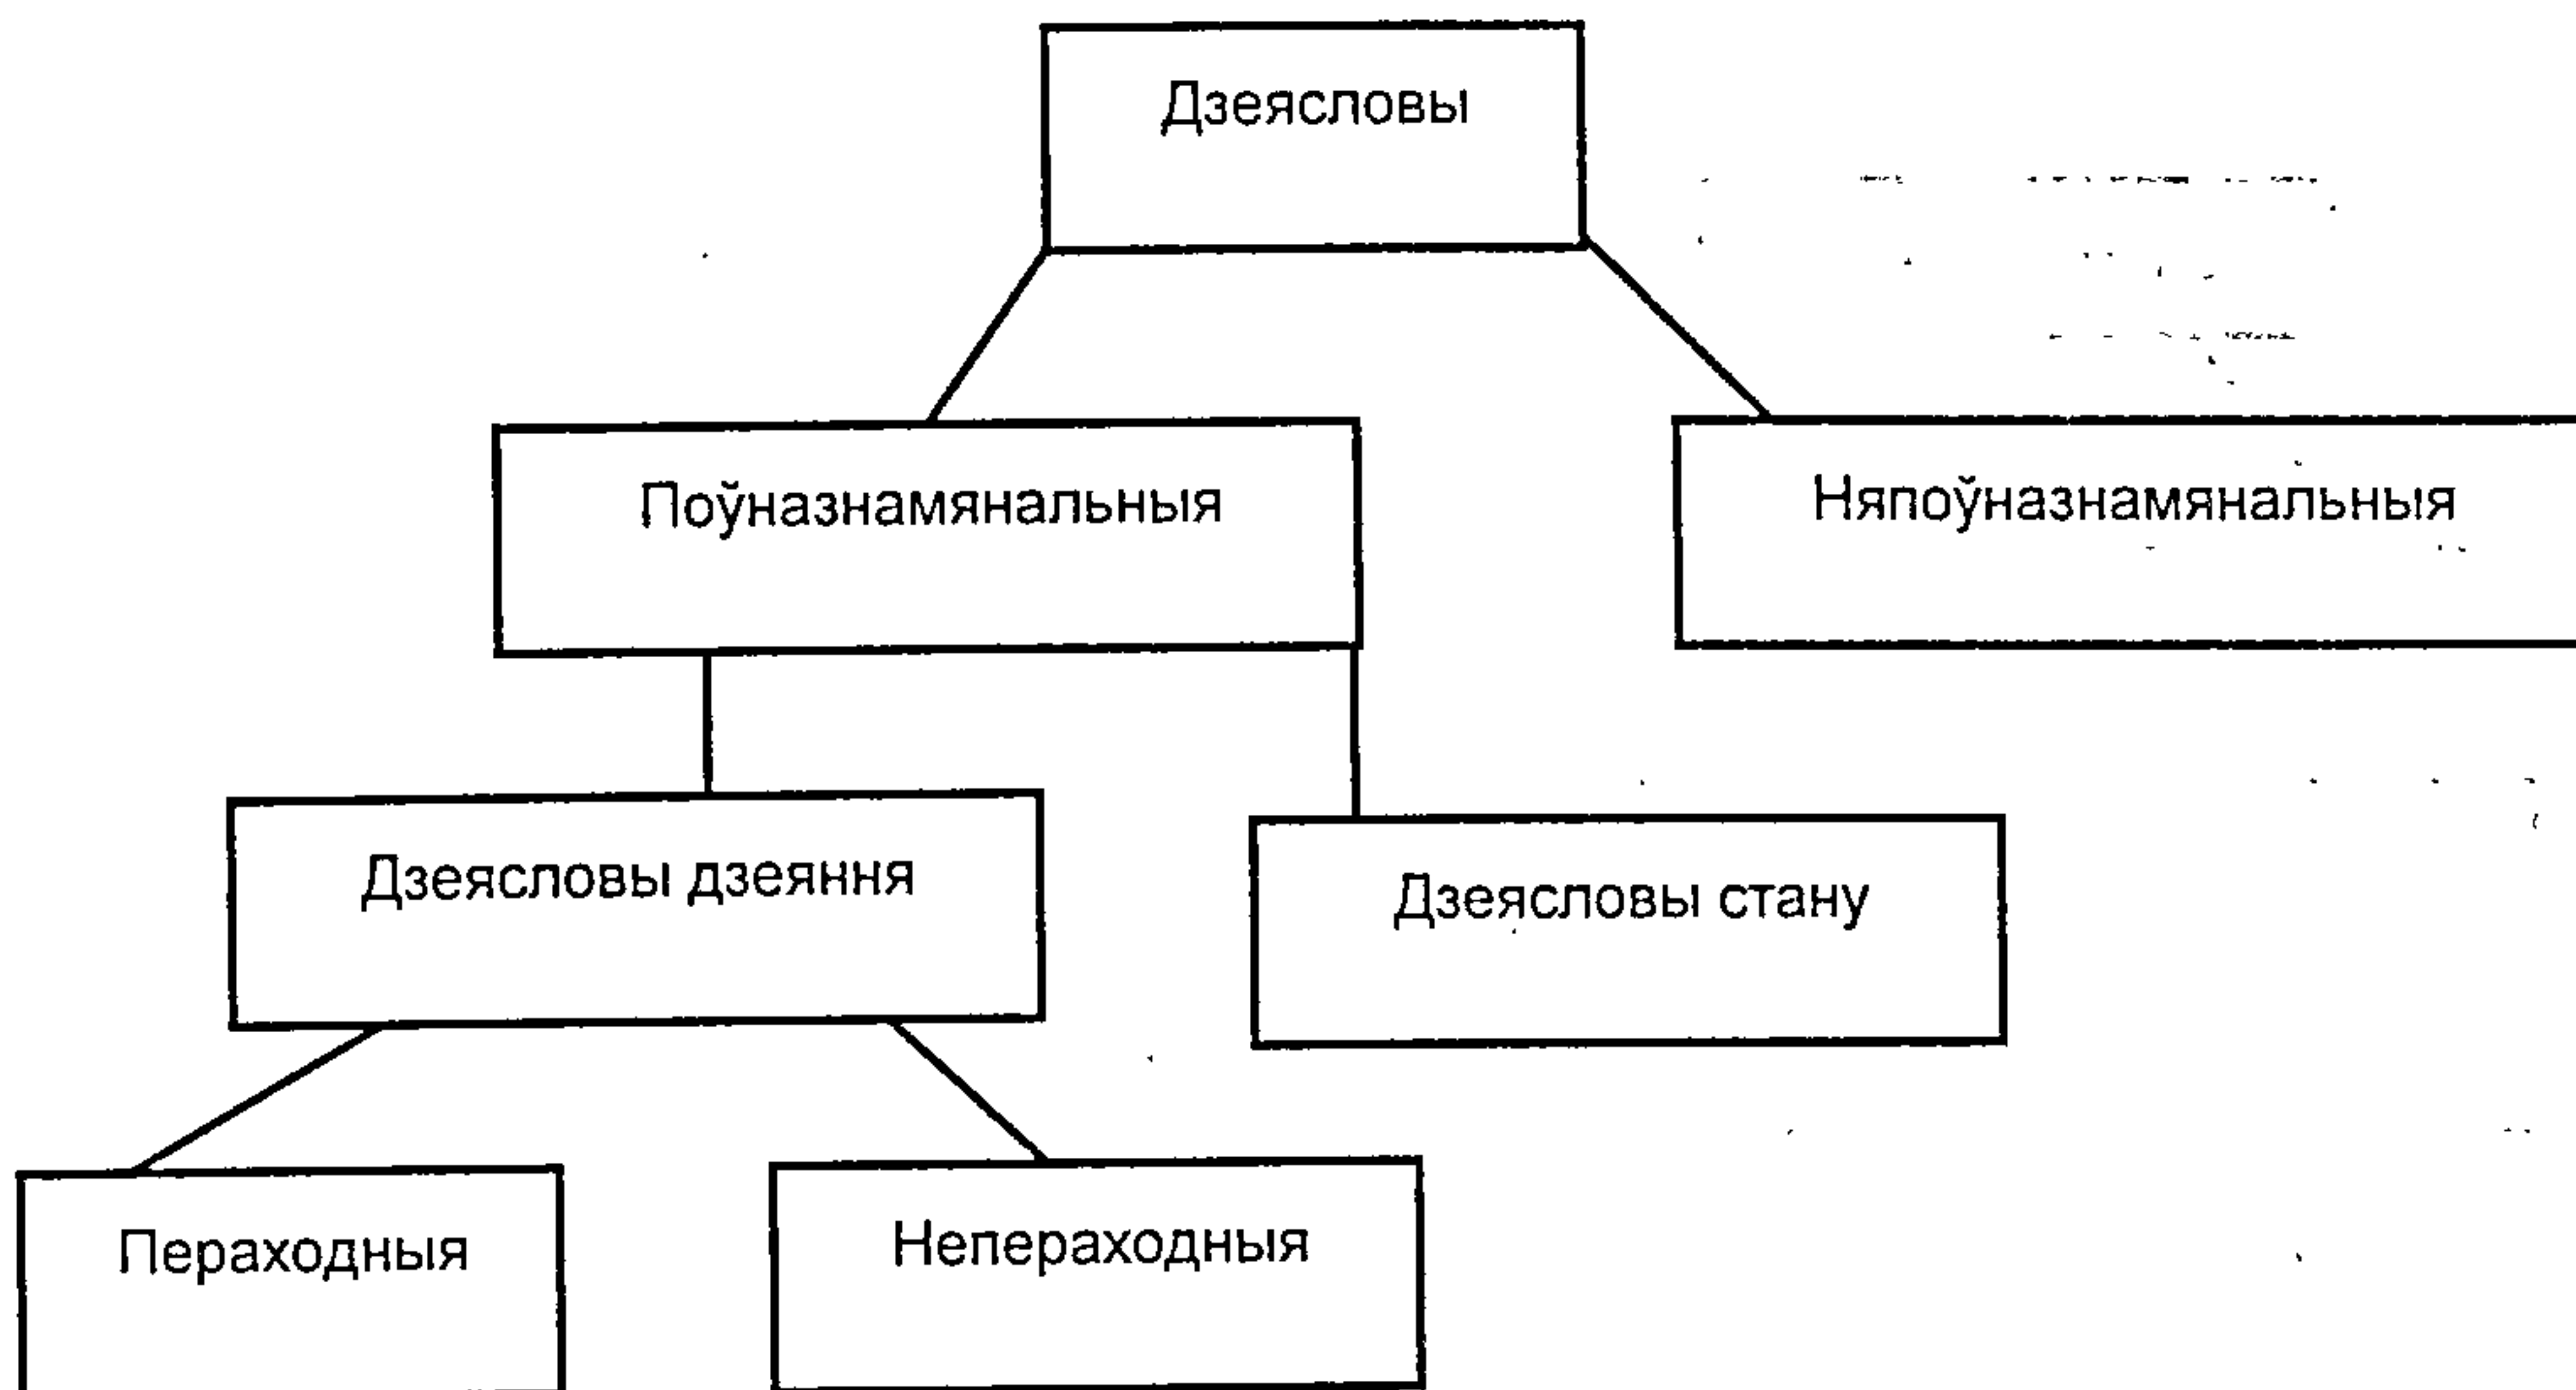 Дзеясловы
Поўназнамянальныя
Няпоўназнамянальныя
Дзеясловы дзеяння
Дзеясловы стану
Пераходныя
Непераходныя